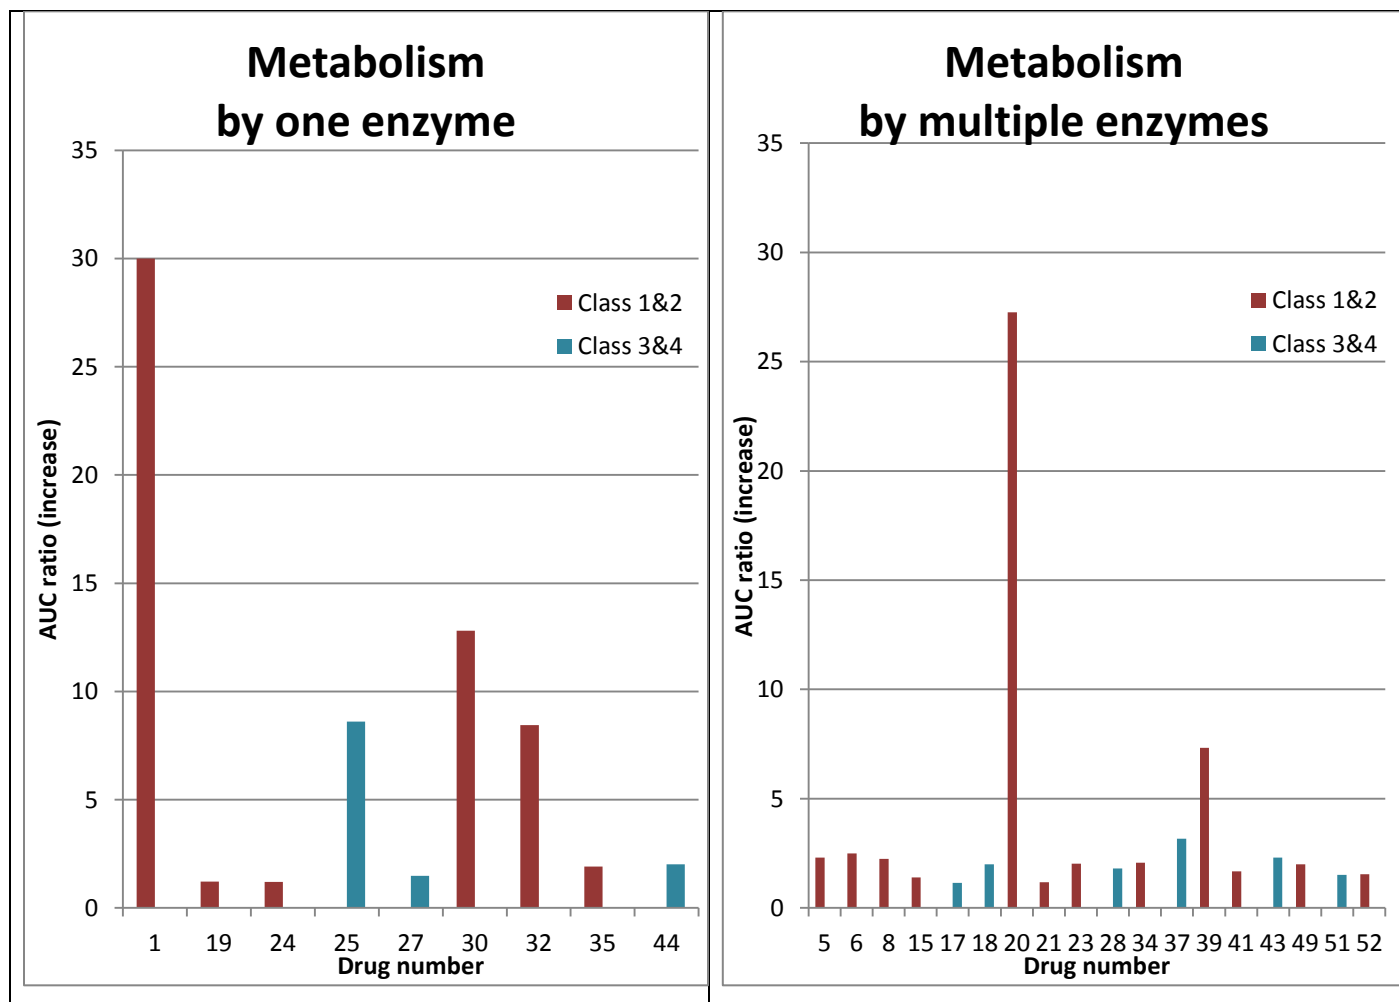 Metabolism
by one enzyme
35
30
25
20
15
10
5
0
AUC ratio (increase)
Class 1&2
Class 3&4
1 19 24 25 27 30 32 35 44
Drug number
Metabolism
by multiple enzymes
35
30
25
20
15
10
5
0
AUC ratio (increase)
Class 1&2
Class 3&4
5 6 8 15 17 18 20 21 23 28 34 37 39 41 43 49 51 52
Drug number